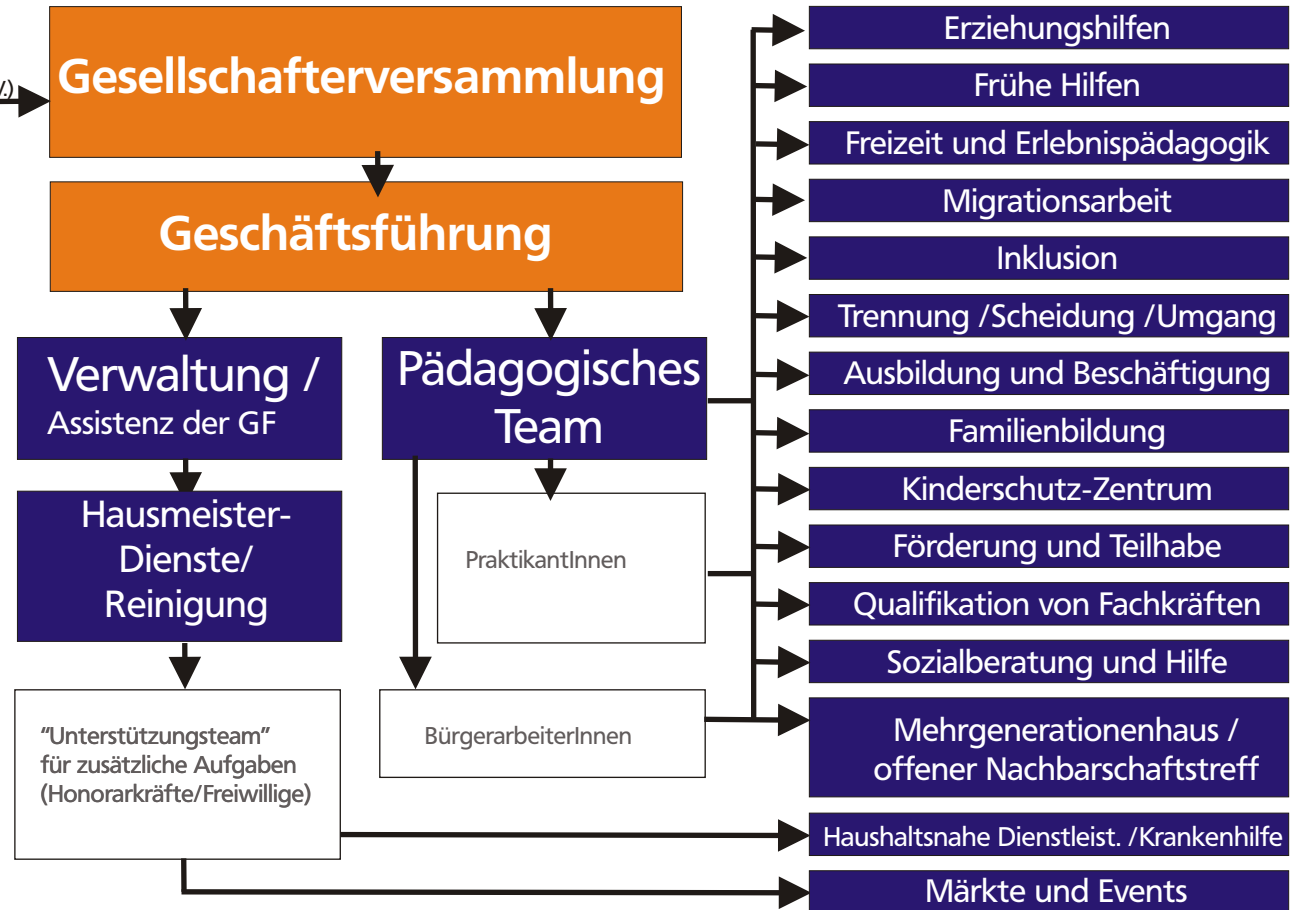 Gesellschafterversammlung
Geschäftsführung
Verwaltung /
Assistenz der GF
Hausmeister-
Dienste/
Reinigung
"Unterstützungsteam"
für zusätzliche Aufgaben
(Honorarkräfte/Freiwillige)
Pädagogisches
Team
PraktikantInnen
BürgerarbeiterInnen
Erziehungshilfen
Frühe Hilfen
Freizeit und Erlebnispädagogik
Migrationsarbeit
Inklusion
Trennung /Scheidung /Umgang
Ausbildung und Beschäftigung
Familienbildung
Kinderschutz-Zentrum
Förderung und Teilhabe
Qualifikation von Fachkräften
Sozialberatung und Hilfe
Mehrgenerationenhaus /
offener Nachbarschaftstreff
Haushaltsnahe Dienstleist. /Krankenhilfe
Märkte und Events